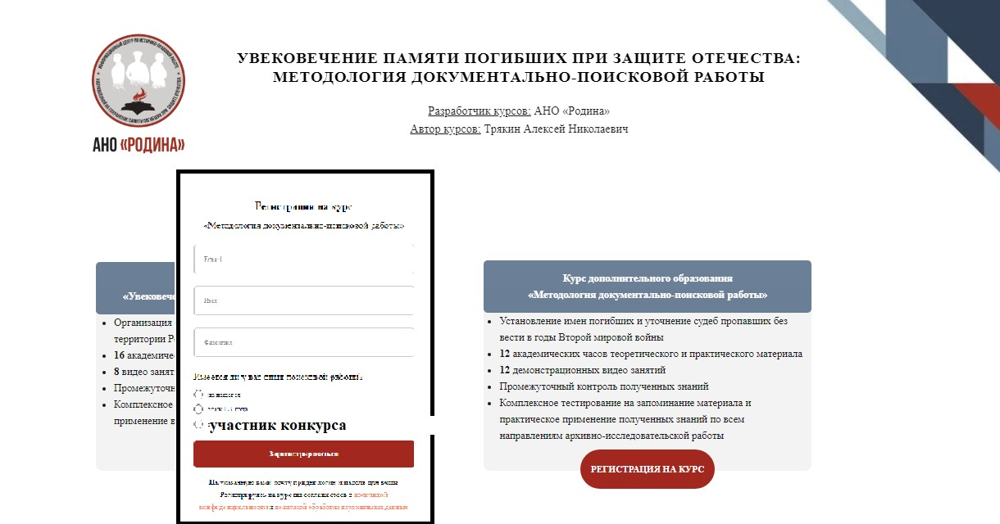 УВЕКОВЕЧЕНИЕ ПАМЯТИ ПОГИБШИХ ПРИ ЗАЩИТЕ ОТЕЧЕСТВА:
МЕТОДОЛОГИЯ ДОКУМЕНТАЛЬНО-ПОИСКОВОЙ РАБОТЫ
Разработчик курсов: АНО «Родина»
Автор курсов: Трякин Алексей Николаевич
АНО «РОДИНА»
«Увековече
Организация
территории Р
16 академиче
8 видео занят
Промежуточн
Комплексное
применение в
Регистрация на курс
«Методология документально-поисковой работы»
Email
Имя
Фамилия
Имеется ли у вас опыт поисковой работы?
участник конкурса
Зарегистрироваться
На указанную вами почту придет логин и пароль для входа
Регистрируясь на курс вы соглашаетесь с политикой
конфиденциальности и политикой обработки персональных данных
Курс дополнительного образования
«Методология документально-поисковой работы»
Установление имен погибших и уточнение судеб пропавших без
вести в годы Второй мировой войны
12 академических часов теоретического и практического материала
12 демонстрационных видео занятий
Промежуточный контроль полученных знаний
Комплексное тестирование на запоминание материала и
практическое применение полученных знаний по всем
направлениям архивно-исследовательской работы
РЕГИСТРАЦИЯ НА КУРС